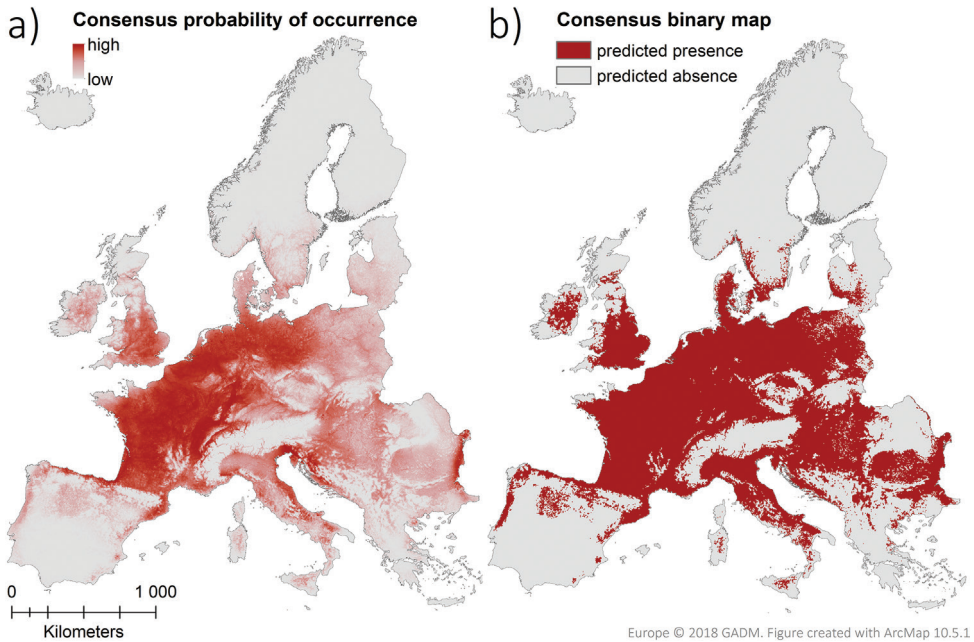 a)
Consensus probability of occurrence
high
low
b)
Consensus binary map
predicted presence
predicted absence
0
1 000
Kilometers
Europe © 2018 GADM. Figure created with ArcMap 10.5.1